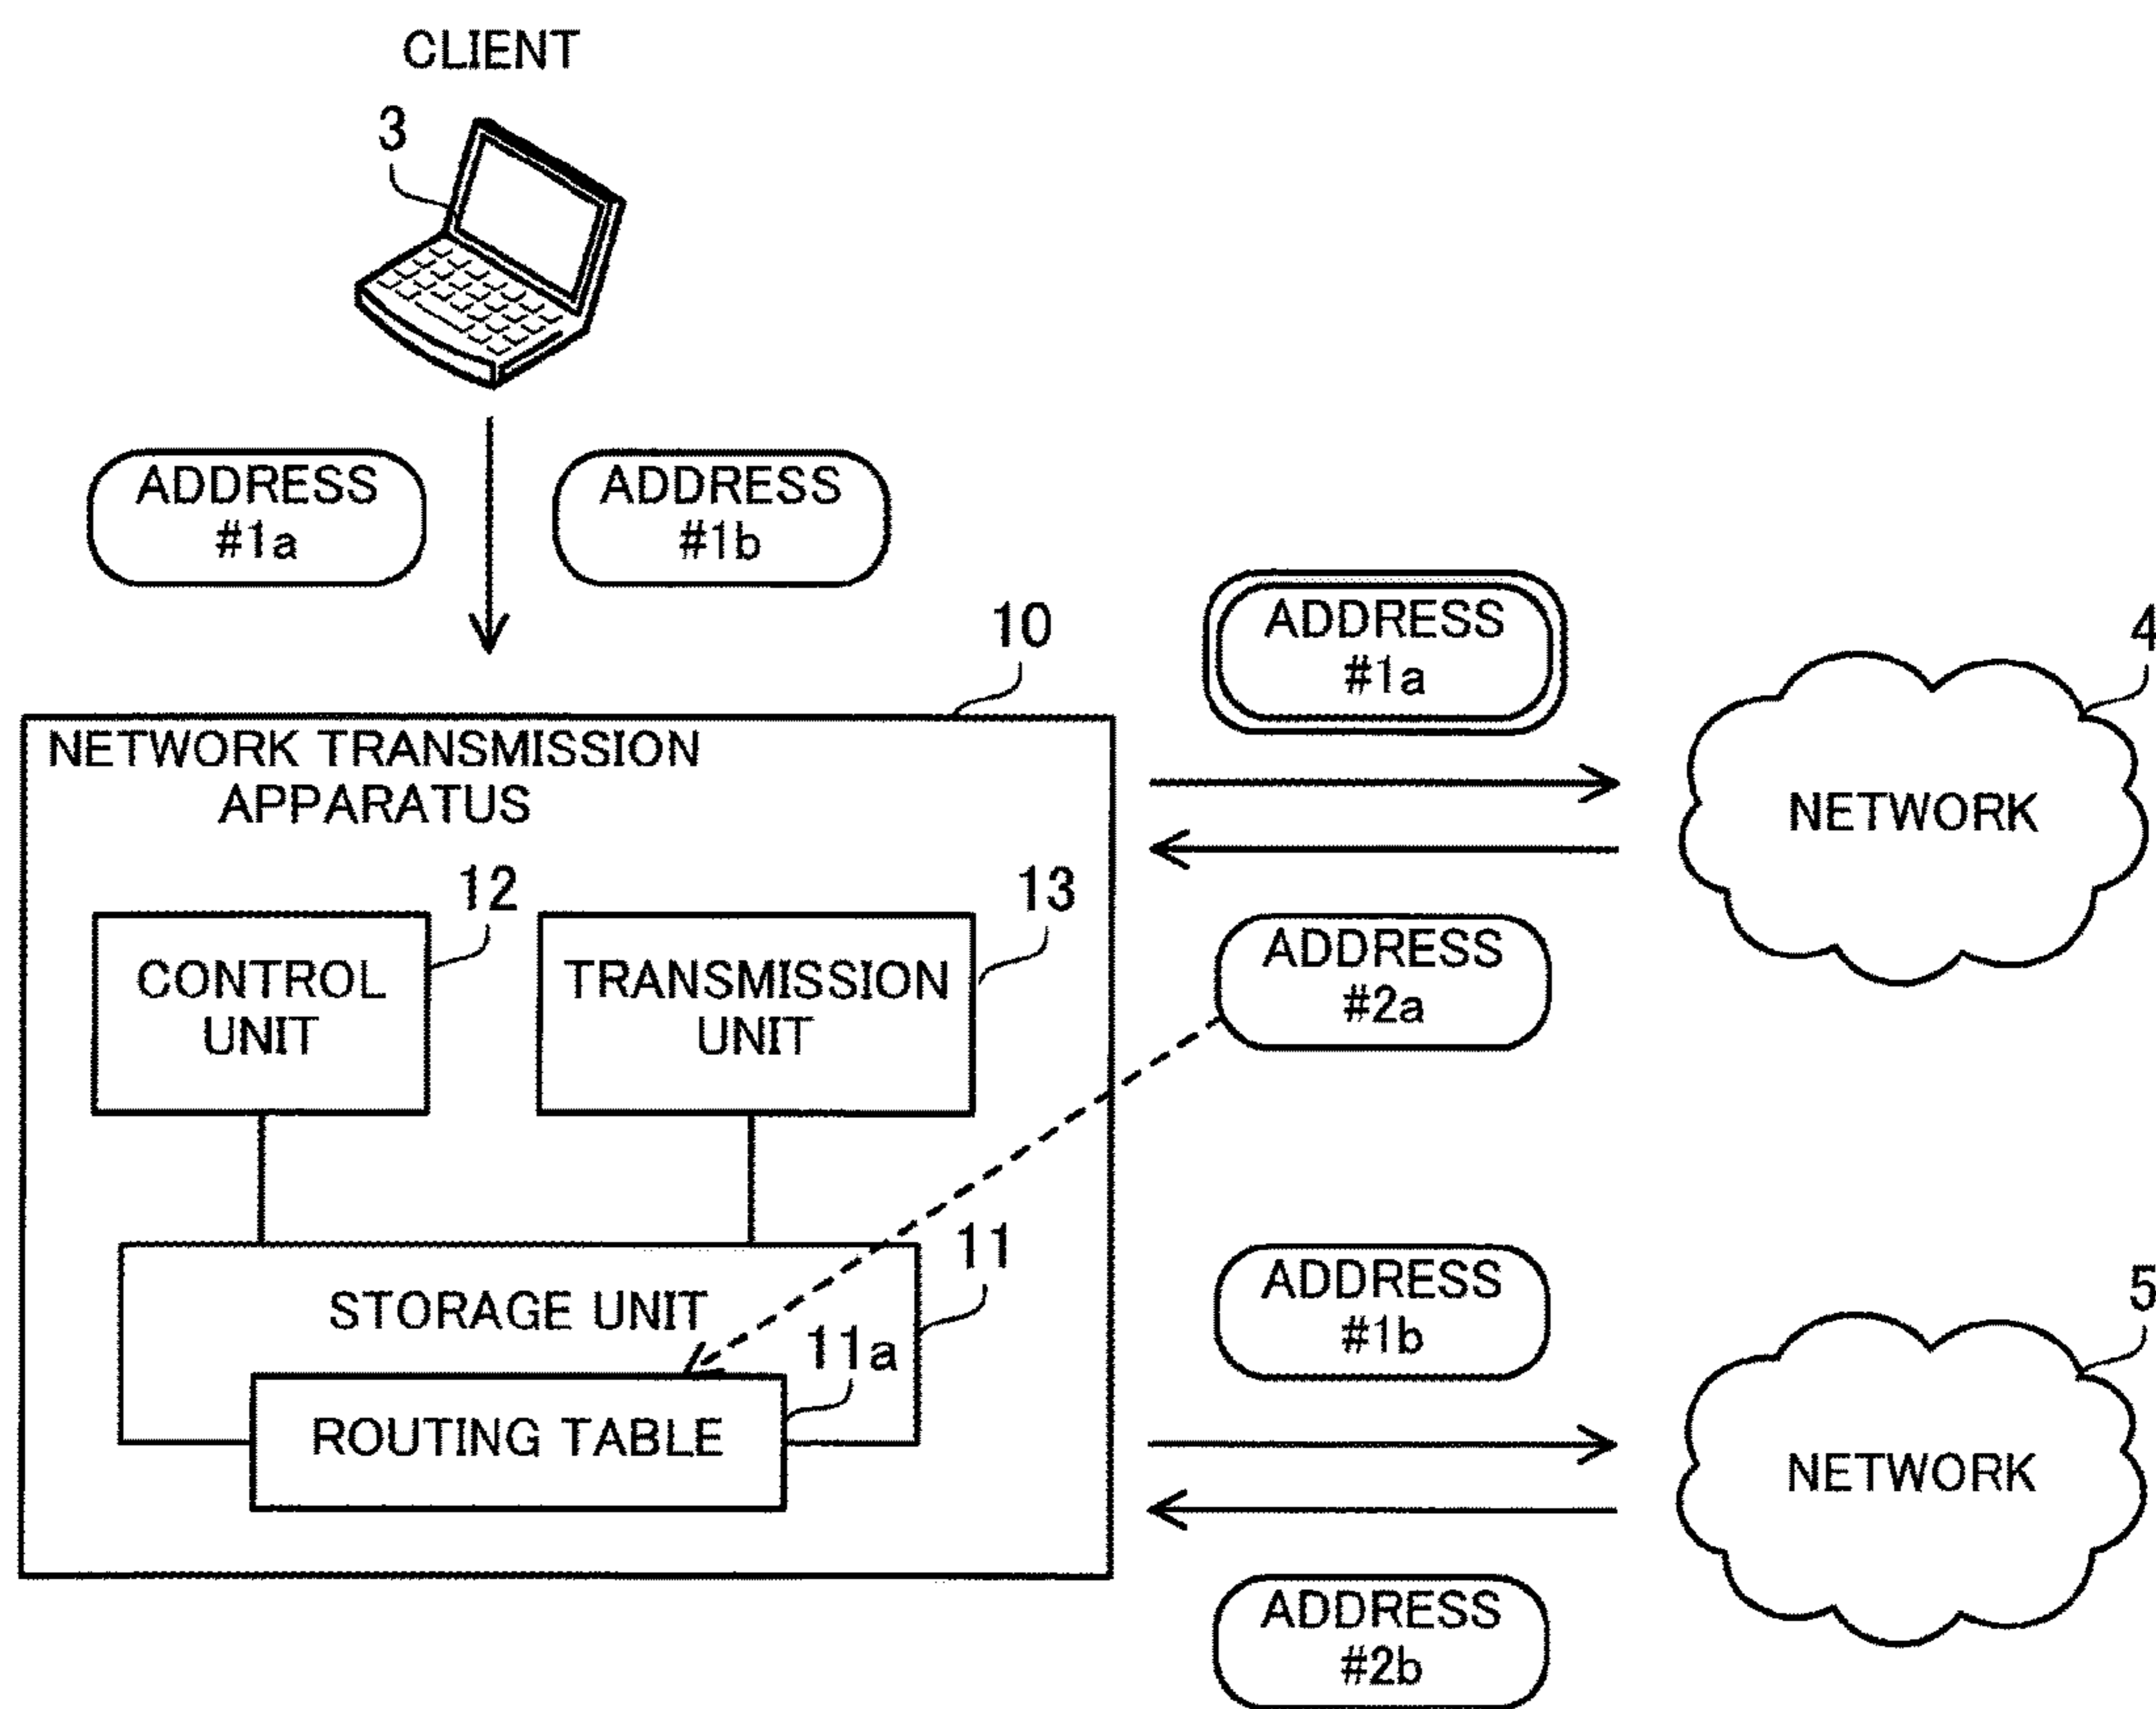 CLIENT
3
ADDRESS
#1a
ADDRESS
#1b
10
ADDRESS
#1a
4
NETWORK TRANSMISSION
APPARATUS
NETWORK
12
13
CONTROL
UNIT
TRANSMISSION
UNIT
ADDRESS
#2a
11
STORAGE UNIT
11a
ROUTING TABLE
ADDRESS
#1b
5
NETWORK
ADDRESS
#2b